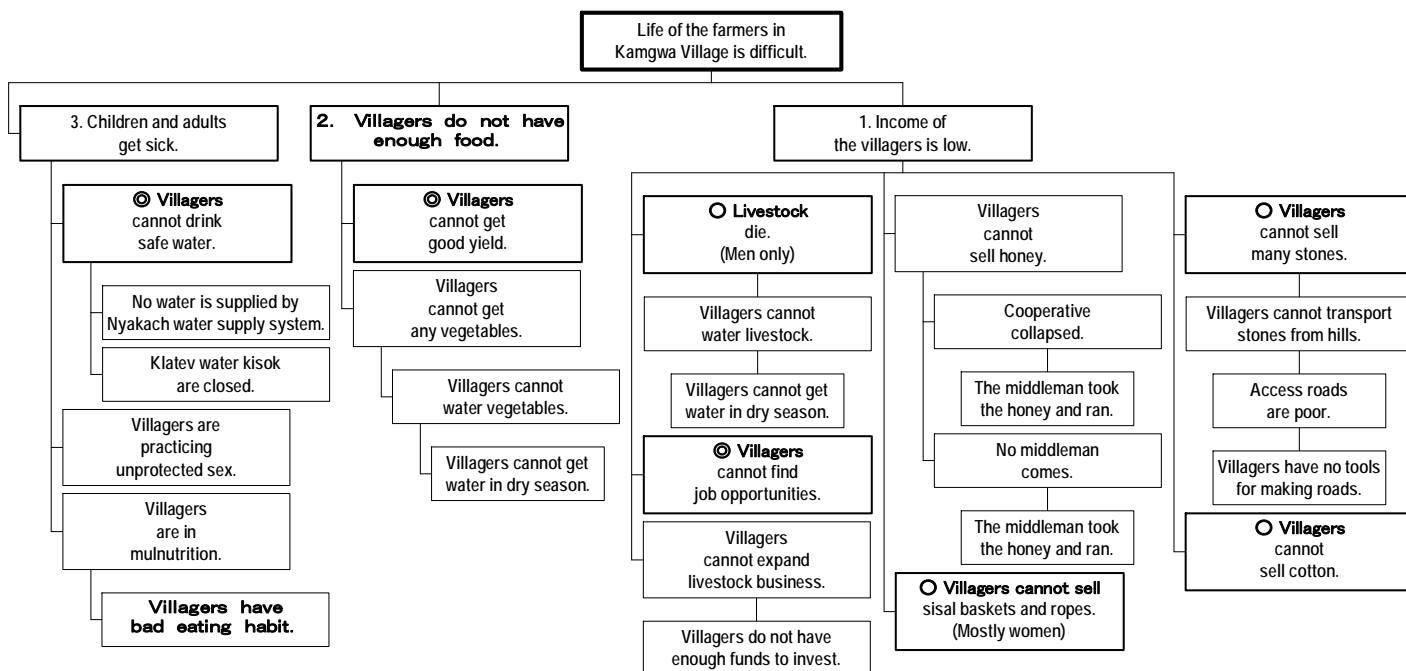 Life of the farmers in
Kamgwa Village is difficult.
3. Children and adults
get sick.
2. Villagers do not have
enough food.
1. Income of
the villagers is low.
◎ Villagers
cannot drink
safe water.
No water is supplied by
Nyakach water supply system.
Klatev water kisok
are closed.
Villagers are
practicing
unprotected sex.
Villagers
are in
mulnutrition.
Villagers have
bad eating habit.
◎ Villagers
cannot get
good yield.
Villagers
cannot get
any vegetables.
Villagers cannot
water vegetables.
Villagers cannot get
water in dry season.
○ Livestock
die.
(Men only)
Villagers cannot
water livestock.
Villagers cannot get
water in dry season.
◎ Villagers
cannot find
job opportunities.
Villagers
cannot expand
livestock business.
Villagers do not have
enough funds to invest.
Villagers
cannot
sell honey.
Cooperative
collapsed.
The middleman took
the honey and ran.
No middleman
comes.
The middleman took
the honey and ran.
○ Villagers cannot sell
sisal baskets and ropes.
(Mostly women)
○ Villagers
cannot sell
many stones.
Villagers cannot transport
stones from hills.
Access roads
are poor.
Villagers have no tools
for making roads.
○ Villagers
cannot
sell cotton.